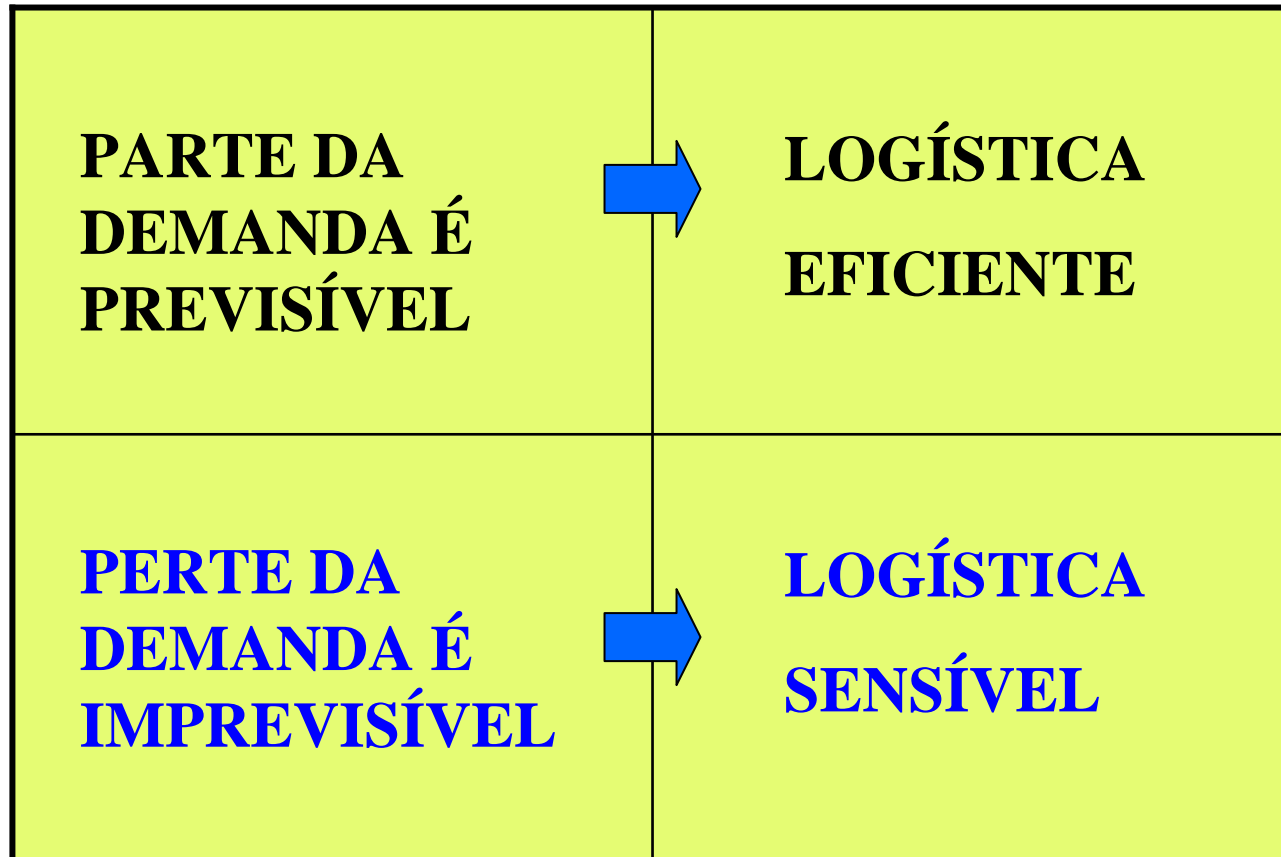 PARTE DA
DEMANDA É
PREVISÍVEL
LOGÍSTICA
EFICIENTE
PERTE DA
DEMANDA É
IMPREVISÍVEL
LOGÍSTICA
SENSÍVEL